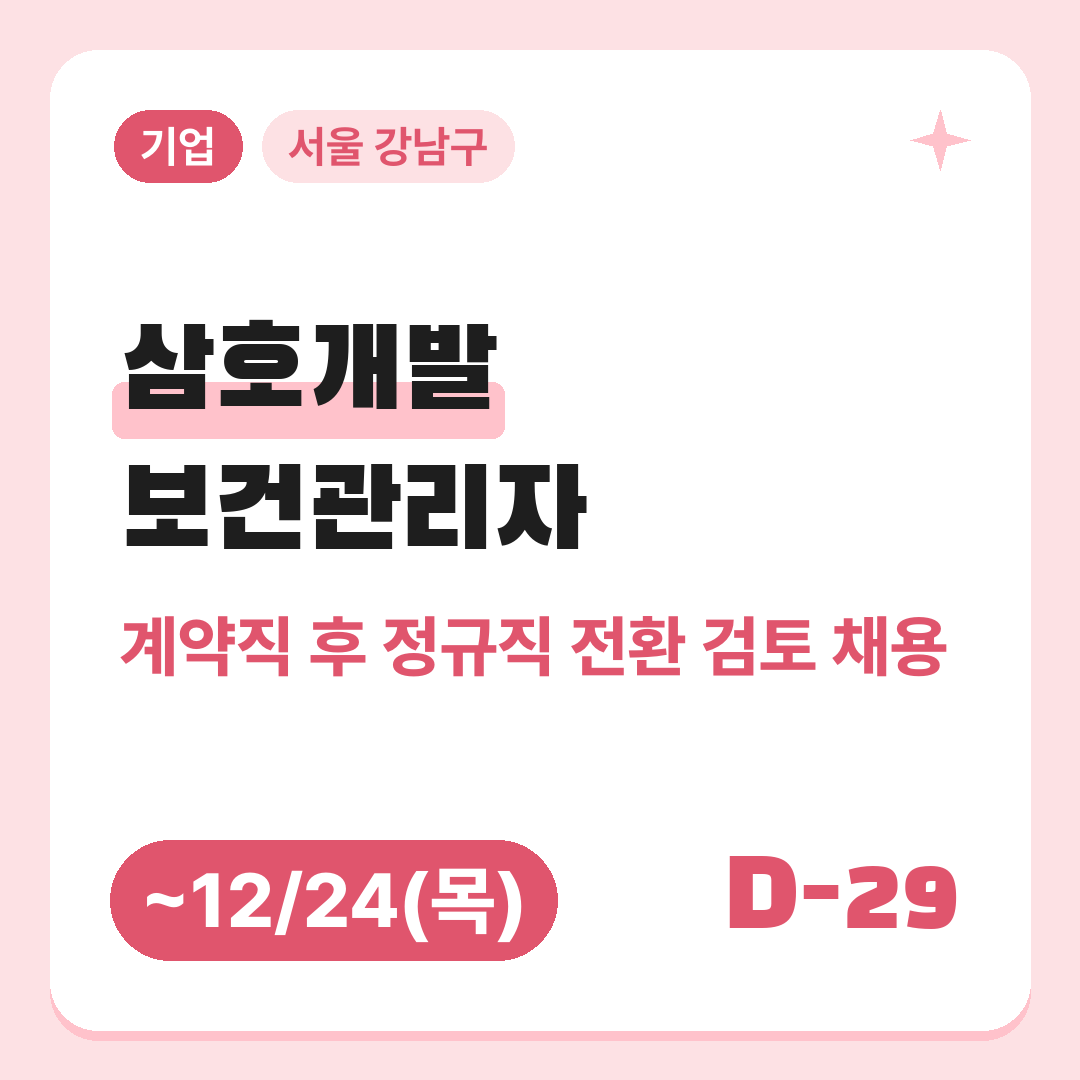 기업 서울 강남구
삼호개발
보건관리자
계약직 후 정규직 전환 검토 채용
~12/24(목) D-29